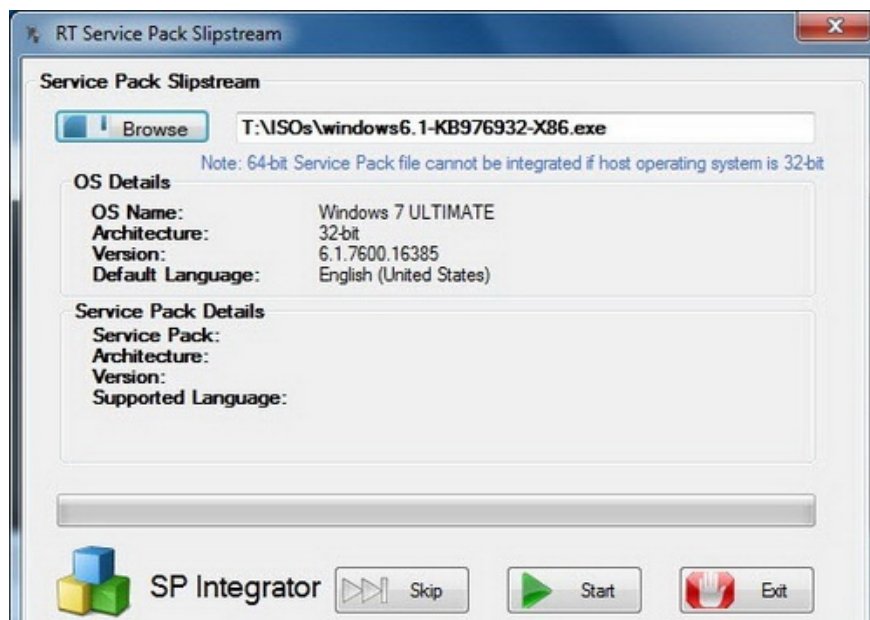 RT Service Pack Slipstream
Service Pack Slipstream
Browse
T:\ISOs\windows6.1-KB976932-X86.exe
Note: 64-bit Service Pack file cannot be integrated if host operating system is 32-bit
OS Details
OS Name: Windows 7 ULTIMATE
Architecture: 32-bit
Version: 6.1.7600.16385
Default Language: English (United States)
Service Pack Details
Service Pack:
Architecture:
Version:
Supported Language:
SP Integrator
Skip
Start
Exit